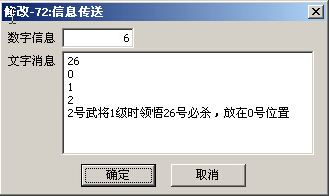 修改-72:信息传送
数字信息 6
文字消息 26
0
1
2
2号武将1级时领悟26号必杀，放在0号位置
确定 取消